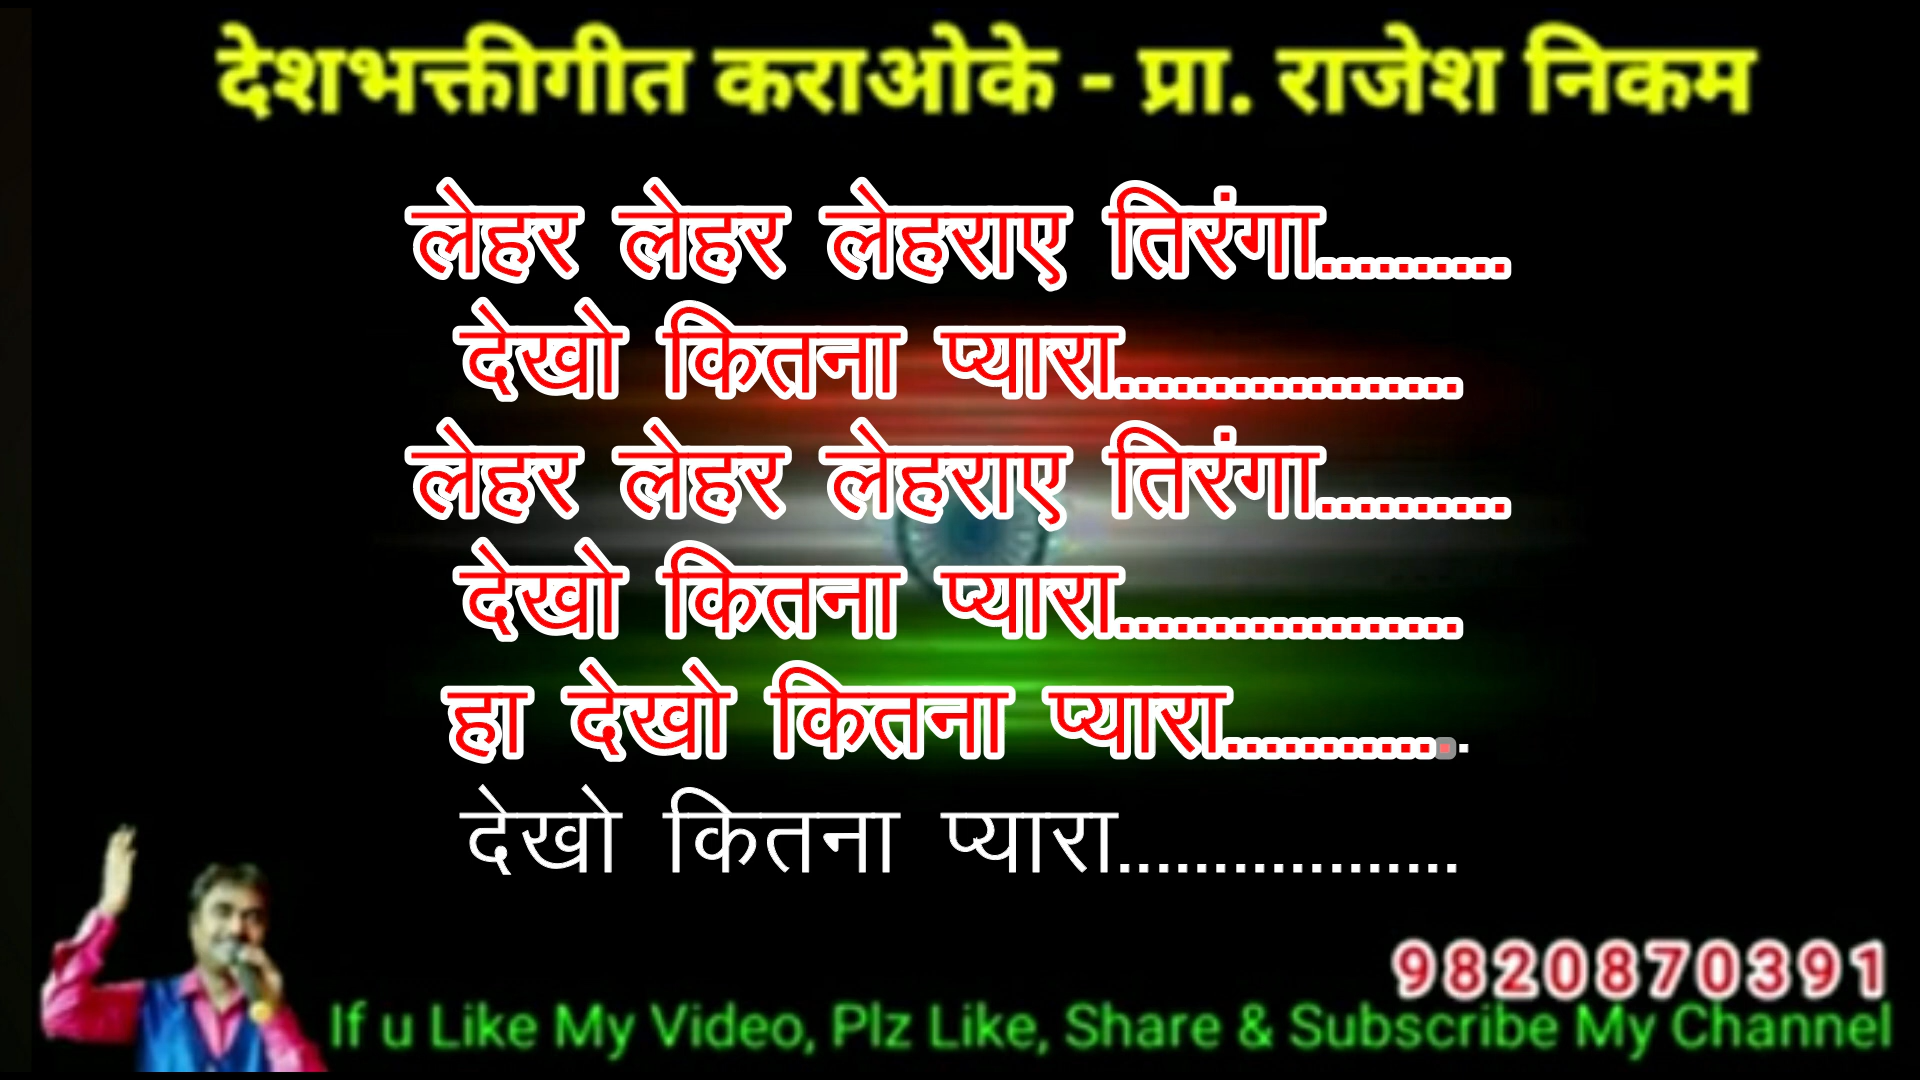 देशभक्तीगीत कराओके - प्रा. राजेश निकम
लेहर लेहर लेहराए तिरंगा..........
देखो कितना प्यारा..................
लेहर लेहर लेहराए तिरंगा..........
देखो कितना प्यारा..................
हा देखो कितना प्यारा.............
देखो कितना प्यारा..................
9820870391
If u Like My Video, Plz Like, Share & Subscribe My Channel